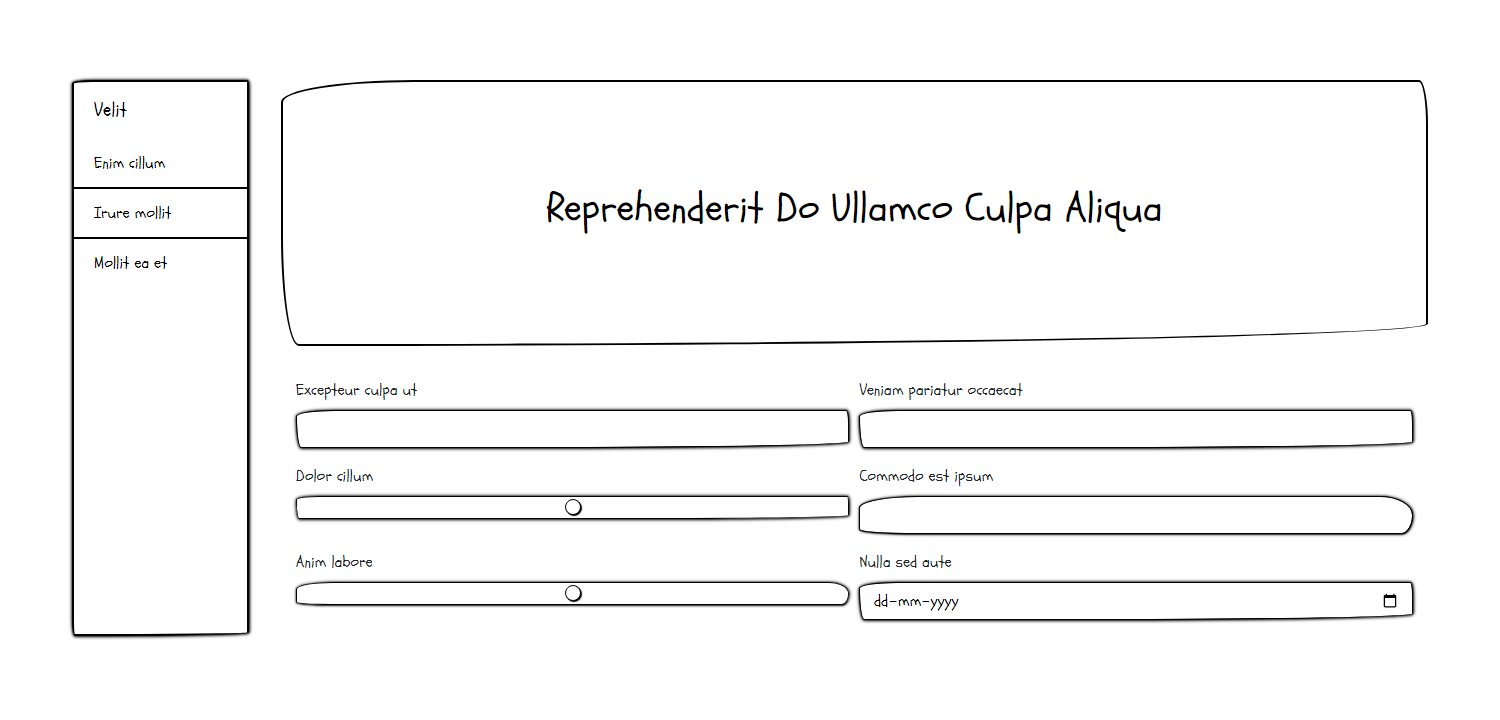 Velit
Enim cillum
Irure mollit
Mollit ea et
Reprehenderit Do Ullamco Culpa Aliqua
Excepteur culpa ut
Veniam pariatur occaecat
Dolor cillum
Commodo est ipsum
Anim labore
Nulla sed aute
dd-mm-yyyy